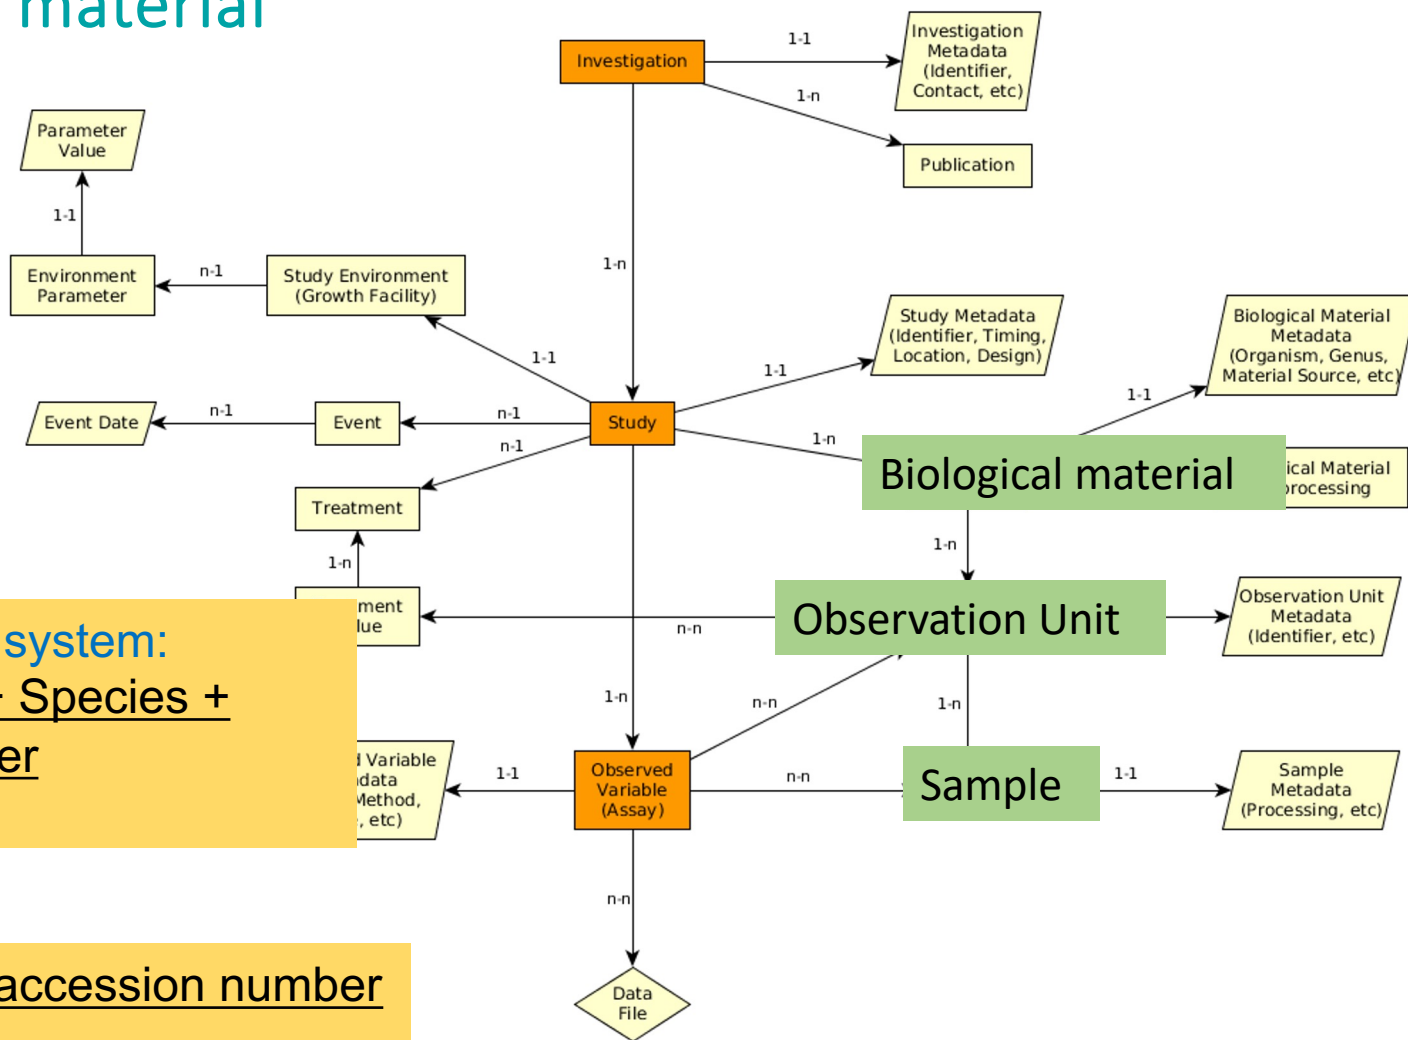 material
Investigation
1-1
Investigation
Metadata
(Identifier,
Contact, etc)
1-n
Publication
Parameter
Value
1-1
Environment
Parameter
n-1
Study Environment
(Growth Facility)
1-n
1-1
Study Metadata
(Identifier, Timing,
Location, Design)
1-1
Biological Material
Metadata
(Organism, Genus,
Material Source, etc)
1-1
Event Date
n-1
Event
n-1
Study
n-1
1-n
Biological material
ical Material
rocessing
Treatment
1-n
1-n
ment
lue
n-n
Observation Unit
Observation Unit
Metadata
(Identifier, etc)
system:
Species +
er
1-n
n-n
1-n
d Variable
data
Method,
, etc)
1-1
Observed
Variable
(Assay)
n-n
Sample
1-1
Sample
Metadata
(Processing, etc)
n-n
accession number
Data
File